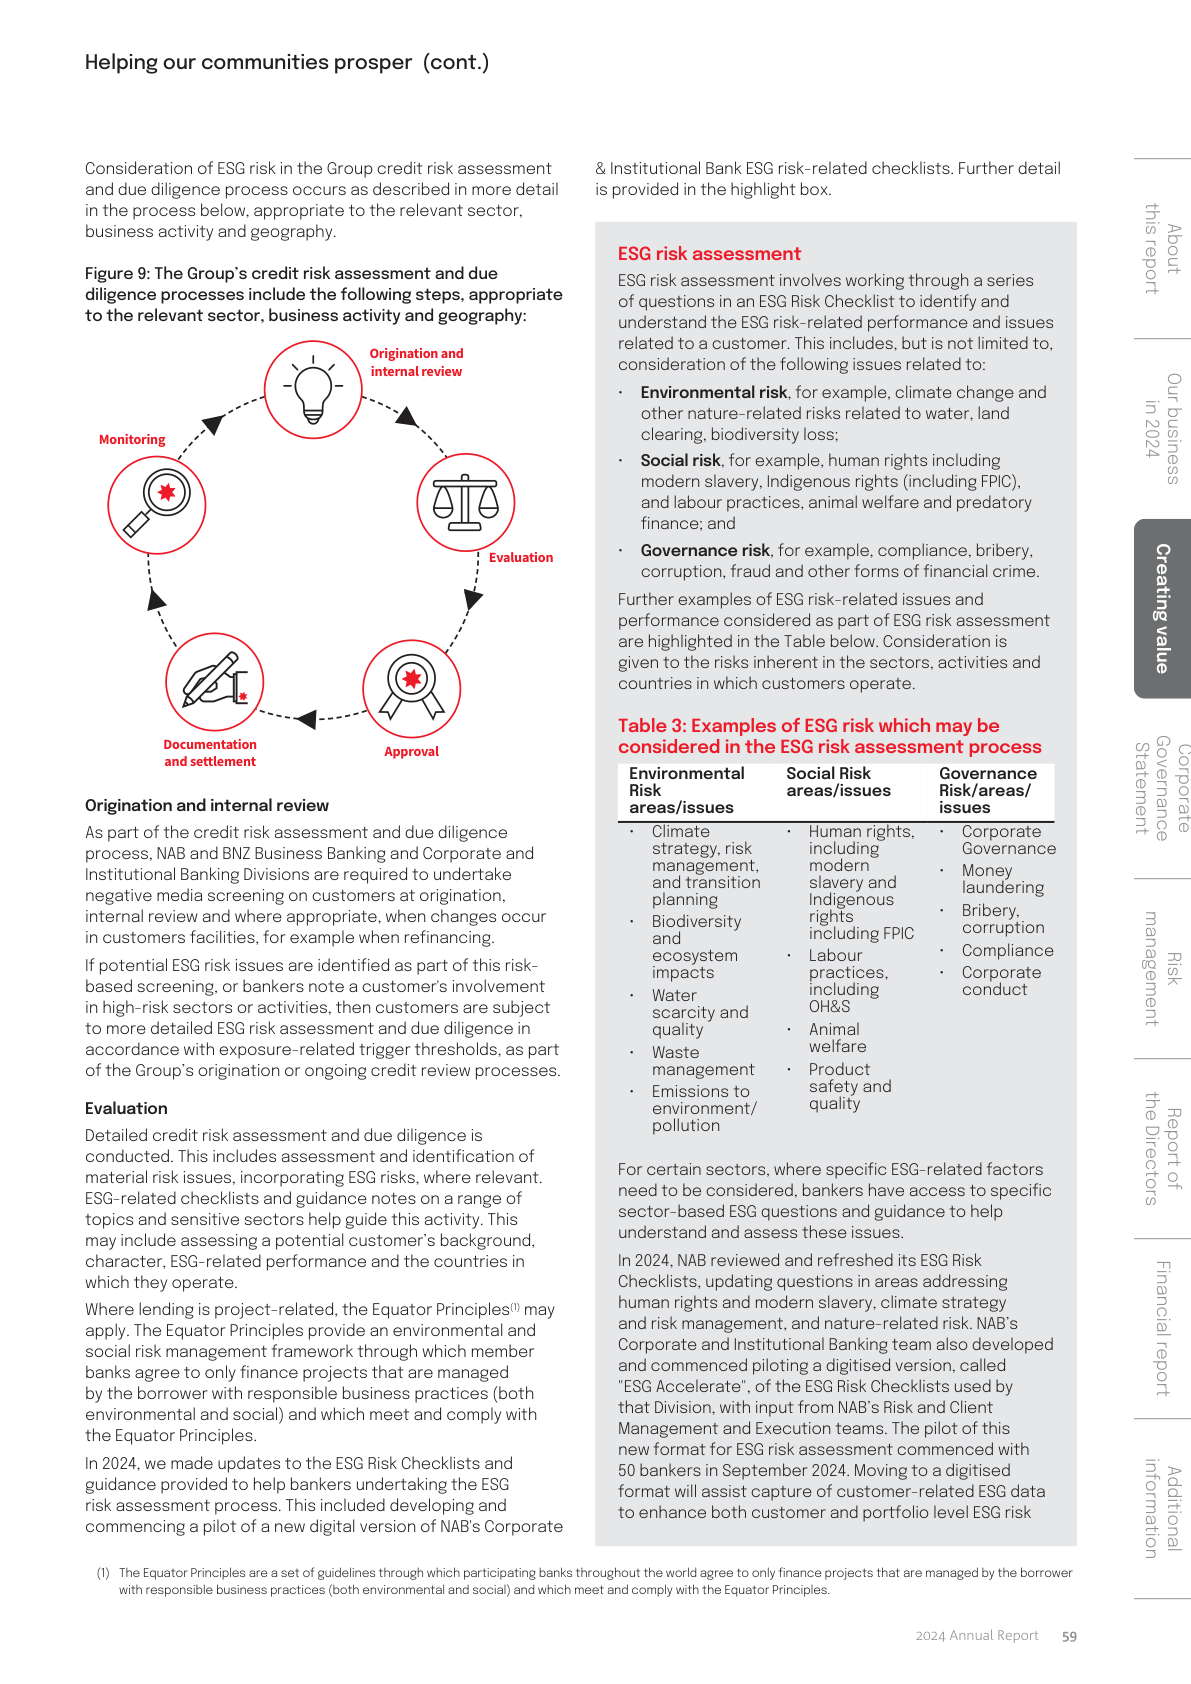 Helping our communities prosper  (cont.)
Consideration of ESG risk in the Group credit risk assessment
and due diligence process occurs as described in more detail
in the process below, appropriate to the relevant sector,
business activity and geography.
Figure 9: The Group's credit risk assessment and due
diligence processes include the following steps, appropriate
to the relevant sector, business activity and geography:
Origination and
internal review
Monitoring
Evaluation
Documentation
and settlement
Approval
Origination and internal review
As part of the credit risk assessment and due diligence
process, NAB and BNZ Business Banking and Corporate and
Institutional Banking Divisions are required to undertake
negative media screening on customers at origination,
internal review and where appropriate, when changes occur
in customers facilities, for example when refinancing.
If potential ESG risk issues are identified as part of this risk-
based screening, or bankers note a customer's involvement
in high-risk sectors or activities, then customers are subject
to more detailed ESG risk assessment and due diligence in
accordance with exposure-related trigger thresholds, as part
of the Group's origination or ongoing credit review processes.
Evaluation
Detailed credit risk assessment and due diligence is
conducted. This includes assessment and identification of
material risk issues, incorporating ESG risks, where relevant.
ESG-related checklists and guidance notes on a range of
topics and sensitive sectors help guide this activity. This
may include assessing a potential customer's background,
character, ESG-related performance and the countries in
which they operate.
Where lending is project-related, the Equator Principles(1) may
apply. The Equator Principles provide an environmental and
social risk management framework through which member
banks agree to only finance projects that are managed
by the borrower with responsible business practices (both
environmental and social) and which meet and comply with
the Equator Principles.
In 2024, we made updates to the ESG Risk Checklists and
guidance provided to help bankers undertaking the ESG
risk assessment process. This included developing and
commencing a pilot of a new digital version of NAB's Corporate
& Institutional Bank ESG risk-related checklists. Further detail
is provided in the highlight box.
ESG risk assessment
ESG risk assessment involves working through a series
of questions in an ESG Risk Checklist to identify and
understand the ESG risk-related performance and issues
related to a customer. This includes, but is not limited to,
consideration of the following issues related to:
• Environmental risk, for example, climate change and
other nature-related risks related to water, land
clearing, biodiversity loss;
• Social risk, for example, human rights including
modern slavery, Indigenous rights (including FPIC),
and labour practices, animal welfare and predatory
finance; and
• Governance risk, for example, compliance, bribery,
corruption, fraud and other forms of financial crime.
Further examples of ESG risk-related issues and
performance considered as part of ESG risk assessment
are highlighted in the Table below. Consideration is
given to the risks inherent in the sectors, activities and
countries in which customers operate.
Table 3: Examples of ESG risk which may be
considered in the ESG risk assessment process
Environmental
Risk
areas/issues
Social Risk
areas/issues
Governance
Risk/areas/
issues
• Climate
strategy, risk
management,
and transition
planning
• Biodiversity
and
ecosystem
impacts
• Water
scarcity and
quality
• Waste
management
• Emissions to
environment/
pollution
• Human rights,
including
modern
slavery and
Indigenous
rights
including FPIC
• Labour
practices,
including
OH&S
• Animal
welfare
• Product
safety and
quality
• Corporate
Governance
• Money
laundering
• Bribery,
corruption
• Compliance
• Corporate
conduct
For certain sectors, where specific ESG-related factors
need to be considered, bankers have access to specific
sector-based ESG questions and guidance to help
understand and assess these issues.
In 2024, NAB reviewed and refreshed its ESG Risk
Checklists, updating questions in areas addressing
human rights and modern slavery, climate strategy
and risk management, and nature-related risk. NAB's
Corporate and Institutional Banking team also developed
and commenced piloting a digitised version, called
"ESG Accelerate", of the ESG Risk Checklists used by
that Division, with input from NAB's Risk and Client
Management and Execution teams. The pilot of this
new format for ESG risk assessment commenced with
50 bankers in September 2024. Moving to a digitised
format will assist capture of customer-related ESG data
to enhance both customer and portfolio level ESG risk
(1) The Equator Principles are a set of guidelines through which participating banks throughout the world agree to only finance projects that are managed by the borrower
with responsible business practices (both environmental and social) and which meet and comply with the Equator Principles.
2024 Annual Report 59
About
this report
Our business
in 2024
Creating value
Corporate
Governance
Statement
Risk
management
Report of
the Directors
Financial report
Additional
information